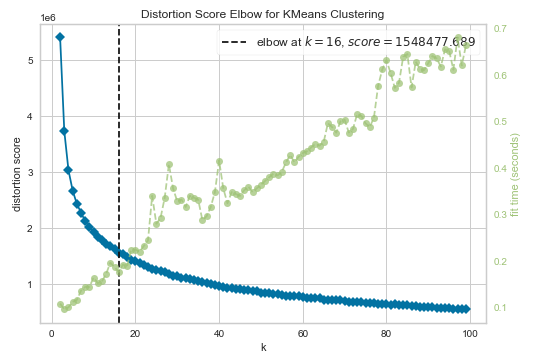 Distortion Score Elbow for KMeans Clustering
1e6
elbow at k = 16, score = 1548477.689
5
4
3
2
1
distortion score
0.7
0.6
0.5
0.4
0.3
0.2
0.1
fit time (seconds)
0 20 40 60 80 100
k